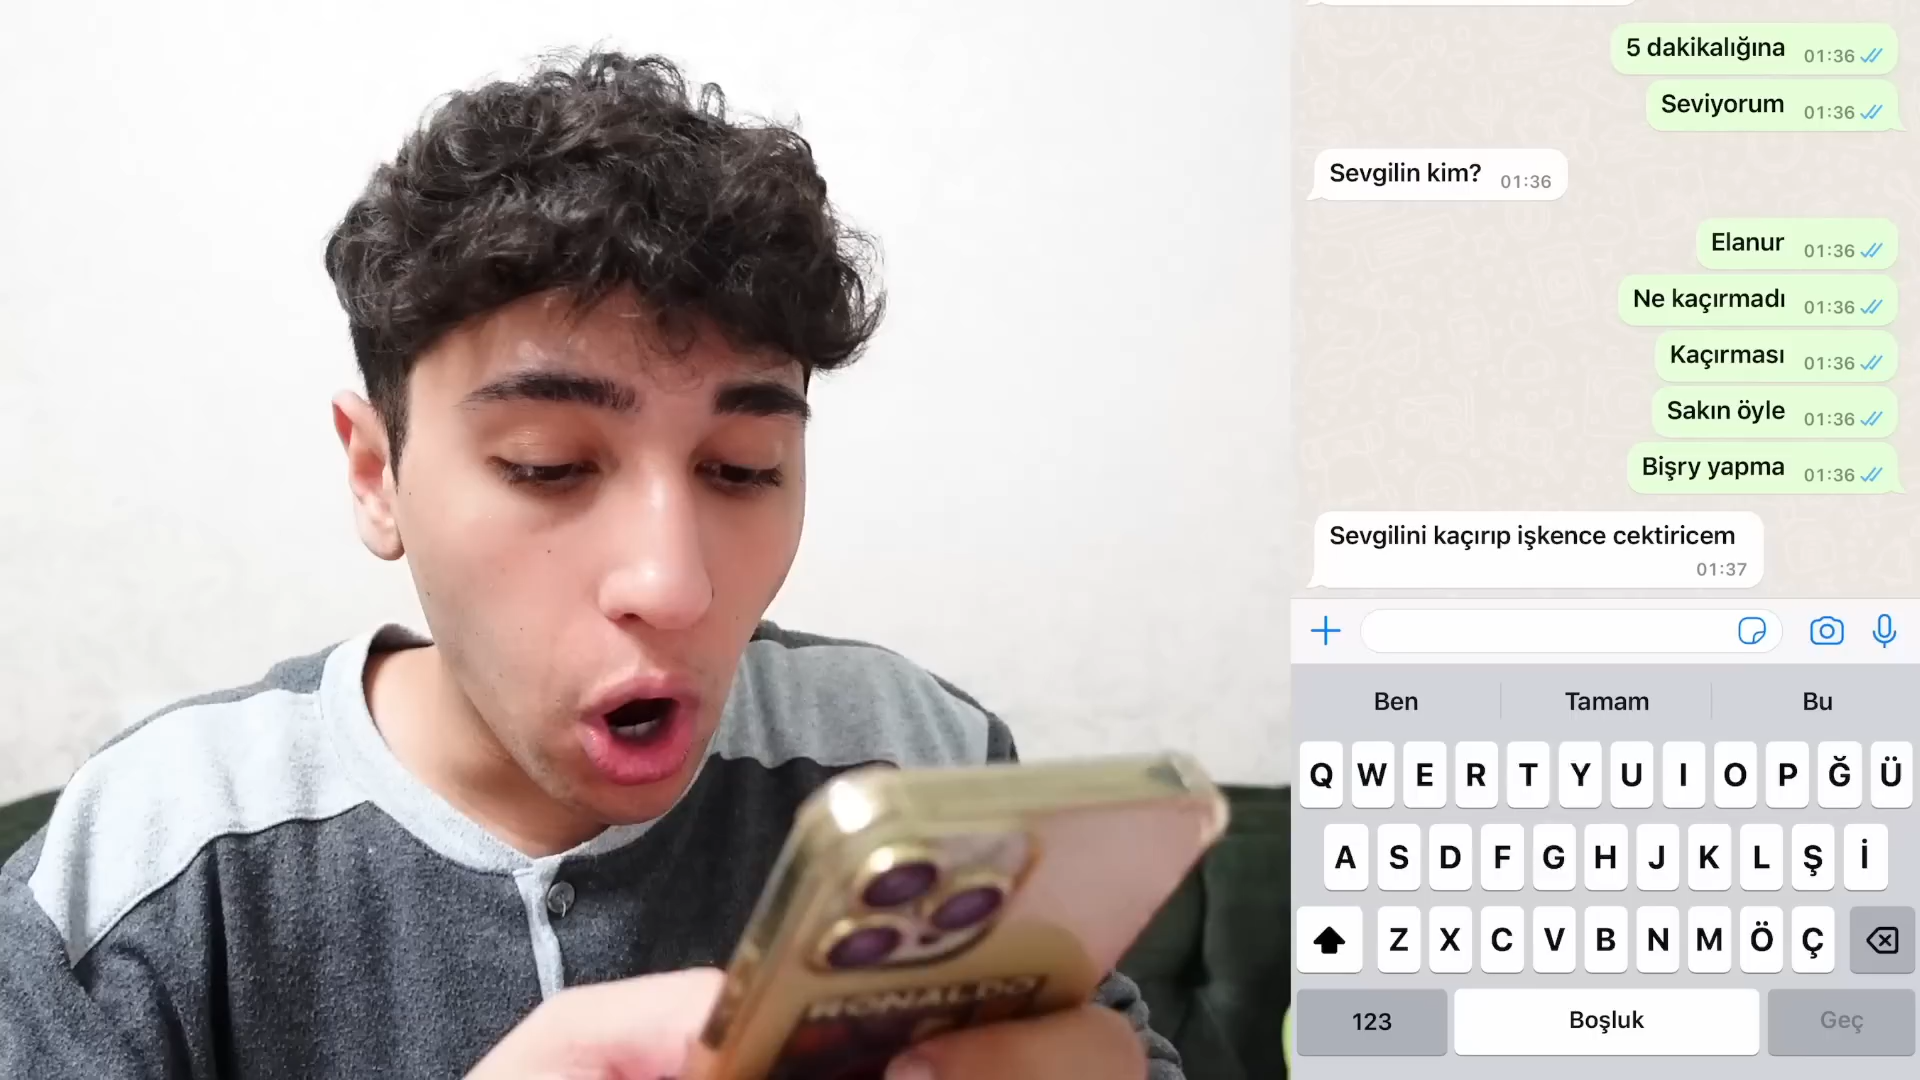 5 dakikalığına 01:36
Seviyorum 01:36
Sevgilin kim? 01:36
Elanur 01:36
Ne kaçırmadı 01:36
Kaçırması 01:36
Sakın öyle 01:36
Bişry yapma 01:36
Sevgilini kaçırıp işkence cektiricem
01:37
Ben Tamam Bu
Q W E R T Y U I O P Ğ Ü
A S D F G H J K L Ş İ
Z X C V B N M Ö Ç
123 Boşluk Geç
RONALDO